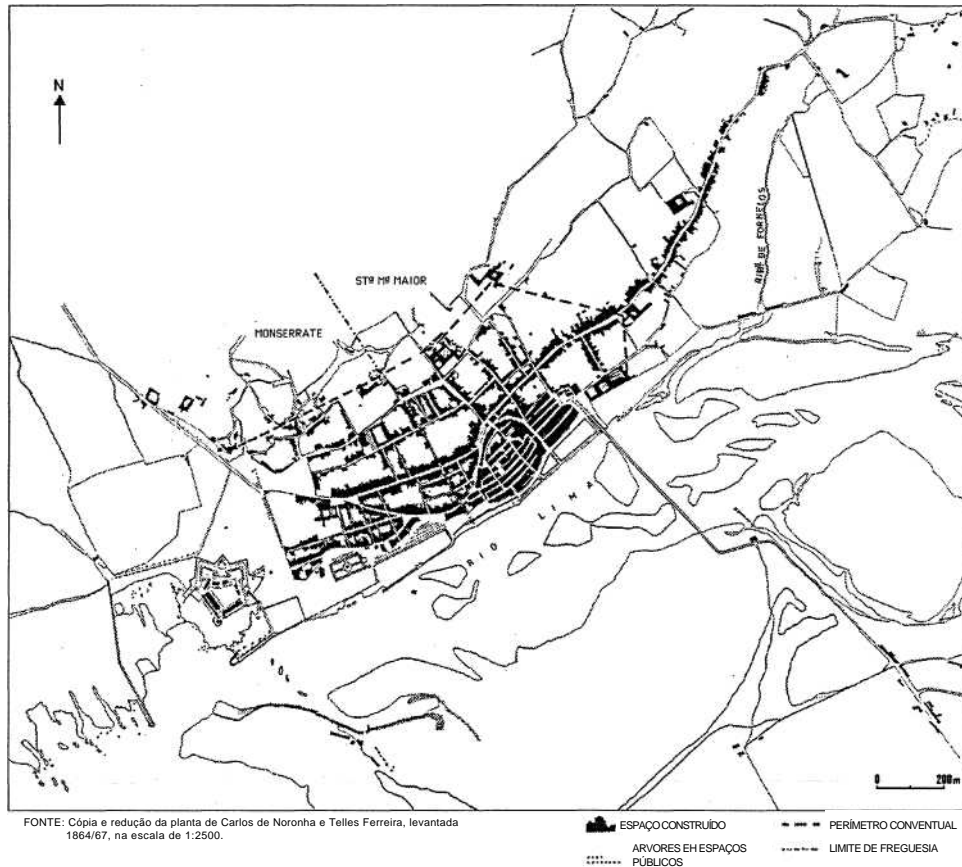 N
STª Mª MAIOR
MONSERRATE
RIBª DE FORNELOS
RIO LIMA
0 200m
FONTE: Cópia e redução da planta de Carlos de Noronha e Telles Ferreira, levantada
1864/67, na escala de 1:2500.
ESPAÇO CONSTRUÍDO
PERÍMETRO CONVENTUAL
ARVORES EH ESPAÇOS
PÚBLICOS
LIMITE DE FREGUESIA